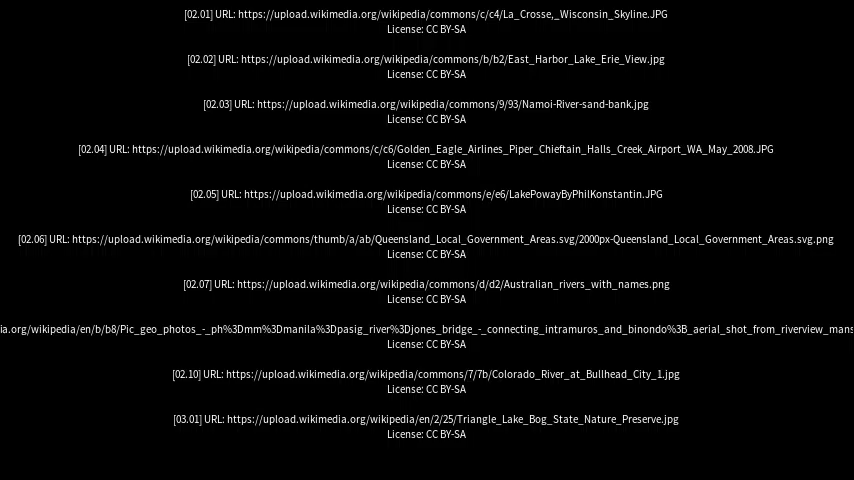 [02.01] URL: https://upload.wikimedia.org/wikipedia/commons/c/c4/La_Crosse,_Wisconsin_Skyline.JPG
License: CC BY-SA
[02.02] URL: https://upload.wikimedia.org/wikipedia/commons/b/b2/East_Harbor_Lake_Erie_View.jpg
License: CC BY-SA
[02.03] URL: https://upload.wikimedia.org/wikipedia/commons/9/93/Namoi-River-sand-bank.jpg
License: CC BY-SA
[02.04] URL: https://upload.wikimedia.org/wikipedia/commons/c/c6/Golden_Eagle_Airlines_Piper_Chieftain_Halls_Creek_Airport_WA_May_2008.JPG
License: CC BY-SA
[02.05] URL: https://upload.wikimedia.org/wikipedia/commons/e/e6/LakePowayByPhilKonstantin.JPG
License: CC BY-SA
[02.06] URL: https://upload.wikimedia.org/wikipedia/commons/thumb/a/ab/Queensland_Local_Government_Areas.svg/2000px-Queensland_Local_Government_Areas.svg.png
License: CC BY-SA
[02.07] URL: https://upload.wikimedia.org/wikipedia/commons/d/d2/Australian_rivers_with_names.png
License: CC BY-SA
ia.org/wikipedia/en/b/b8/Pic_geo_photos_-_ph%3Dmm%3Dmanila%3Dpasig_river%3Djones_bridge_-_connecting_intramuros_and_binondo%3B_aerial_shot_from_riverview_mans
License: CC BY-SA
[02.10] URL: https://upload.wikimedia.org/wikipedia/commons/7/7b/Colorado_River_at_Bullhead_City_1.jpg
License: CC BY-SA
[03.01] URL: https://upload.wikimedia.org/wikipedia/en/2/25/Triangle_Lake_Bog_State_Nature_Preserve.jpg
License: CC BY-SA